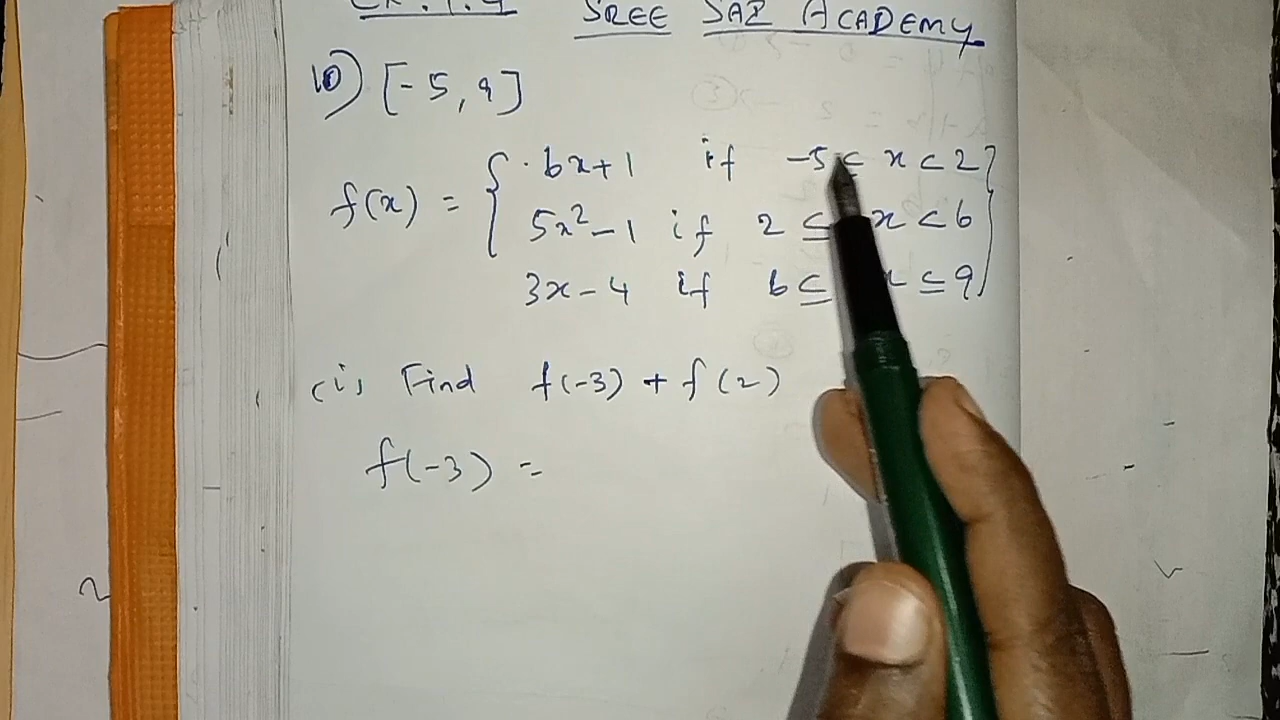 SREE SAI ACADEMY
10) [-5, 9]
f(x) = { 6x+1 if -5 ≤ x < 2
5x²-1 if 2 ≤ x < 6
3x-4 if 6 ≤ x ≤ 9 }
(i) Find f(-3) + f(2)
f(-3) =